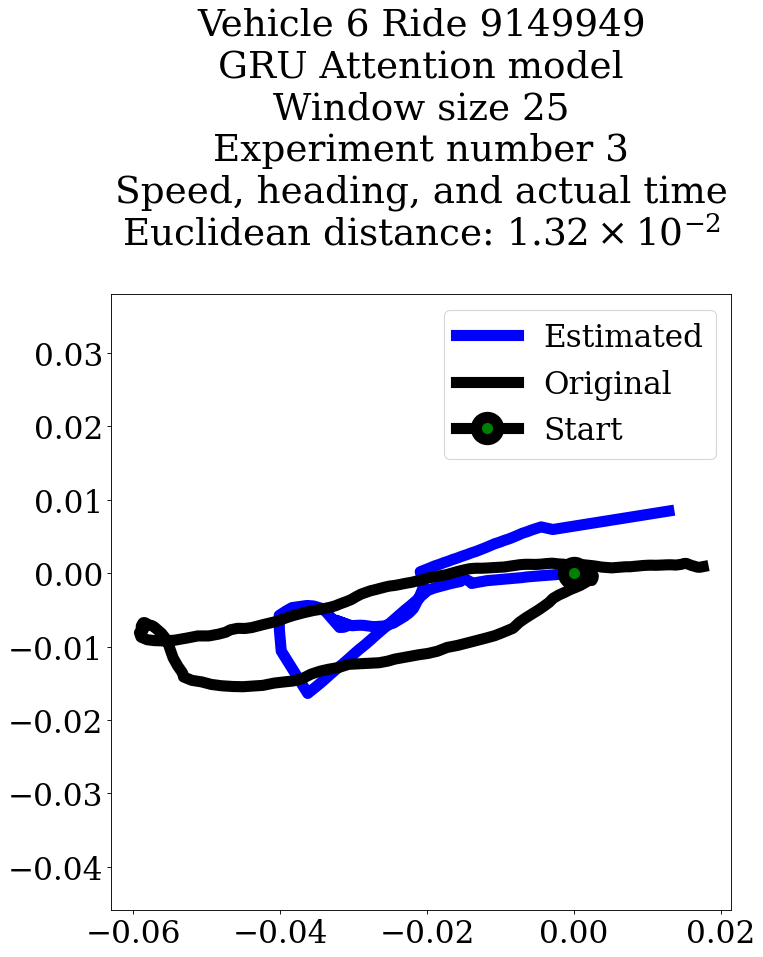 Vehicle 6 Ride 9149949
GRU Attention model
Window size 25
Experiment number 3
Speed, heading, and actual time
Euclidean distance: 1.32 × 10⁻²
Estimated
Original
Start
0.03
0.02
0.01
0.00
−0.01
−0.02
−0.03
−0.04
−0.06 −0.04 −0.02 0.00 0.02